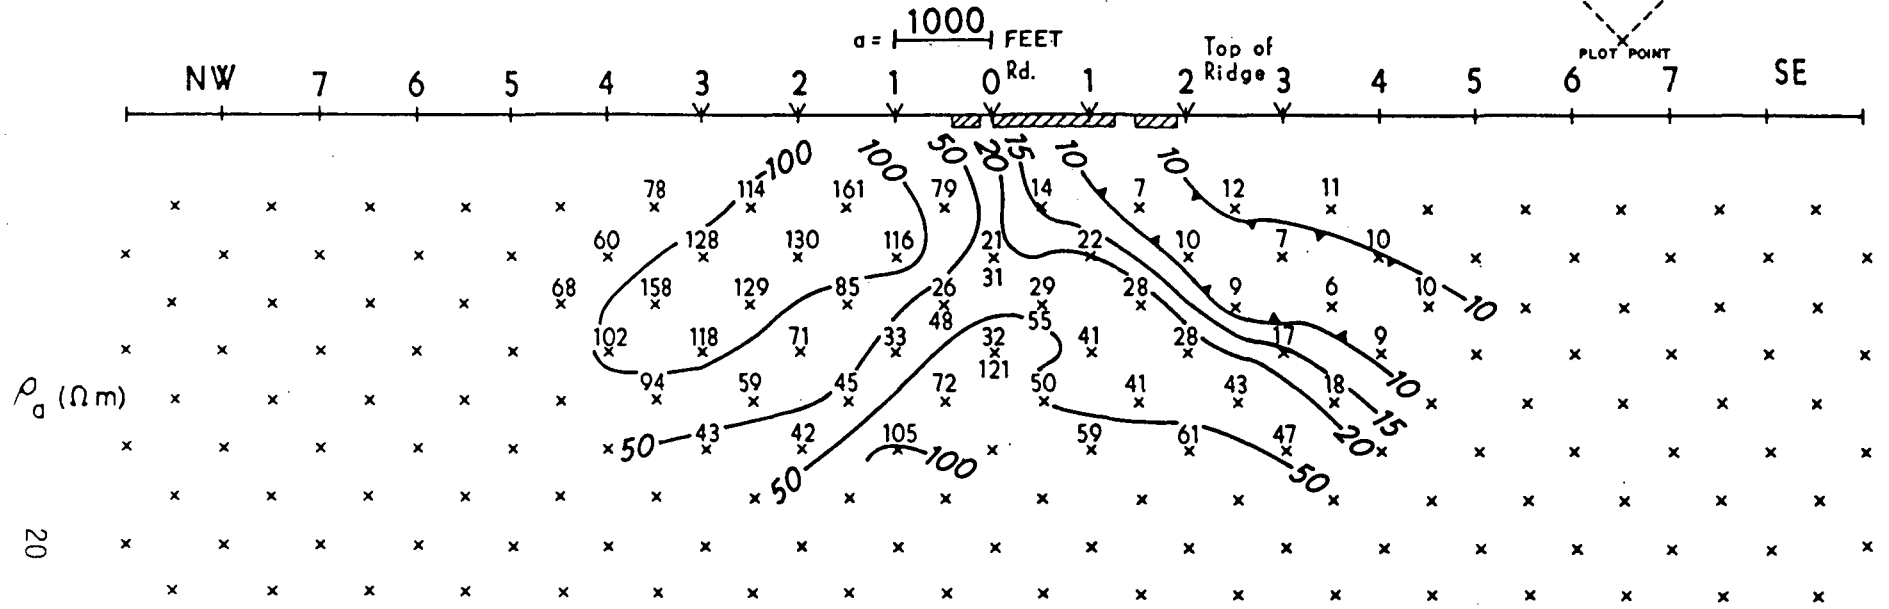 1000
a = FEET
PLOT POINT
Top of
NW 7 6 5 4 3 2 1 0 Rd. 1 2 Ridge 3 4 5 6 7 SE
-100 100 50 20 15 10 10
78 114 161 79 14 7 12 11
60 128 130 116 21 22 10 7 10
31
68 158 129 85 26 29 28 9 6 10 10
48 55
102 118 71 33 32 41 28 17 9
121
94 59 45 72 50 41 43 18 10
ρa (Ωm)
15
50 43 42 105 59 61 47 20
100
50 50
20